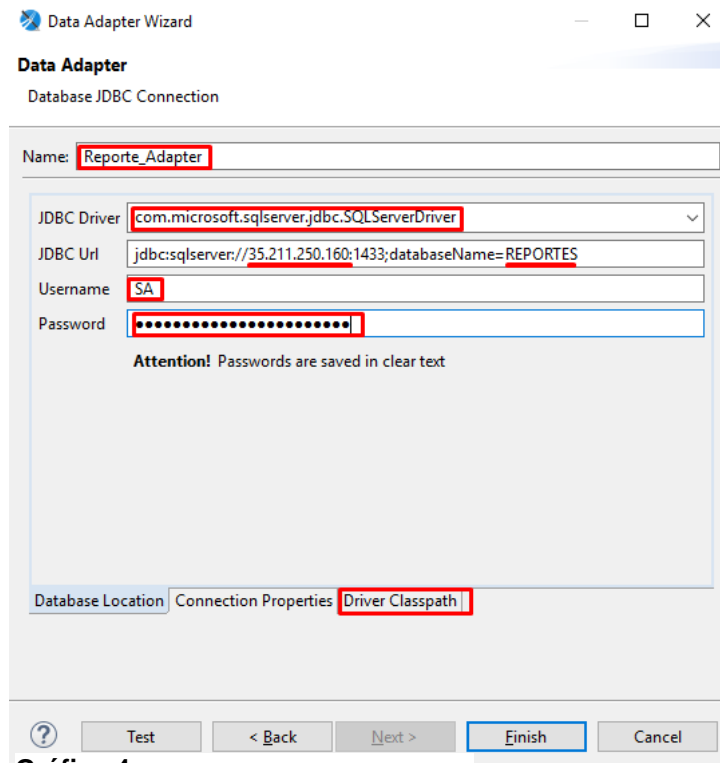 Data Adapter Wizard
Data Adapter
Database JDBC Connection
Name: Reporte_Adapter
JDBC Driver com.microsoft.sqlserver.jdbc.SQLServerDriver
JDBC Url jdbc:sqlserver://35.211.250.160:1433;databaseName=REPORTES
Username SA
Password ●●●●●●●●●●●●●●●●●●●●●●●
Attention! Passwords are saved in clear text
Database Location Connection Properties Driver Classpath
? Test < Back Next > Finish Cancel